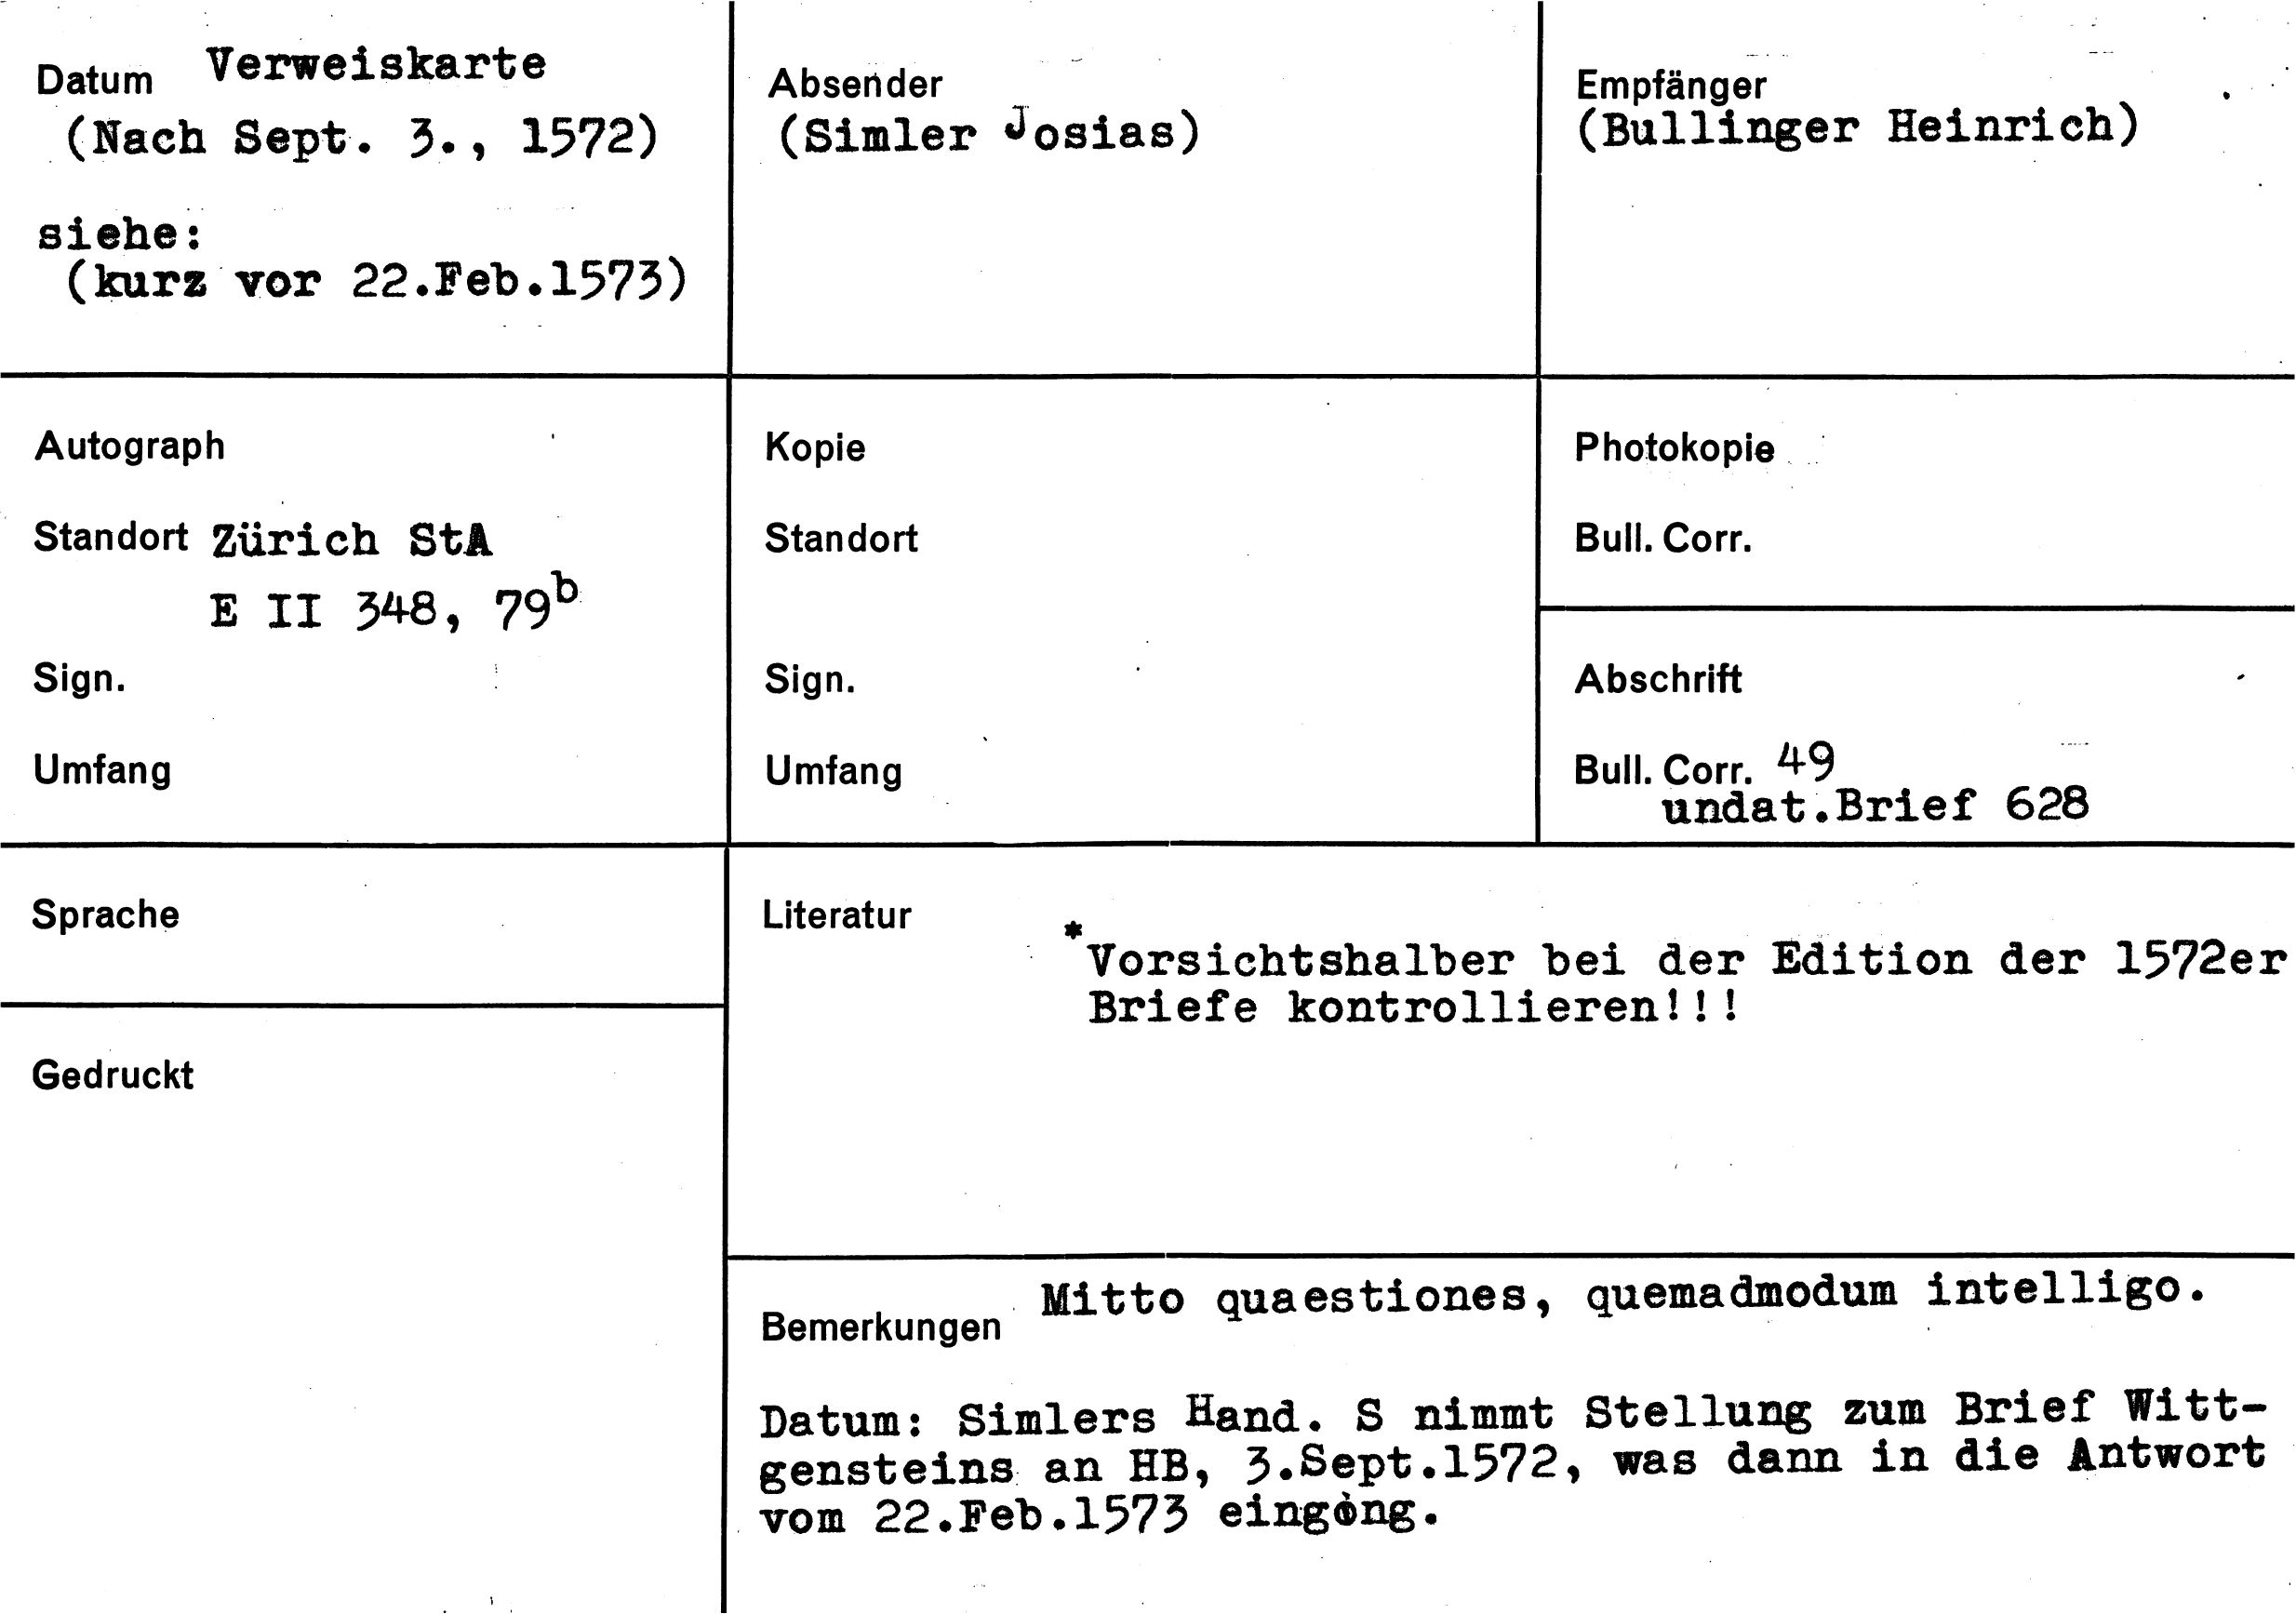 Datum Verweiskarte
(Nach Sept. 3., 1572)
siehe:
(kurz vor 22.Feb.1573)
Absender
(Simler Josias)
Empfänger
(Bullinger Heinrich)
Autograph
Standort Zürich StA
E II 348, 79b
Sign.
Umfang
Kopie
Standort
Sign.
Umfang
Photokopie
Bull. Corr.
Abschrift
Bull. Corr. 49
undat.Brief 628
Sprache
Gedruckt
Literatur
*Vorsichtshalber bei der Edition der 1572er
Briefe kontrollieren!!!
Bemerkungen Mitto quaestiones, quemadmodum intelligo.
Datum: Simlers Hand. S nimmt Stellung zum Brief Witt-
gensteins an HB, 3.Sept.1572, was dann in die Antwort
vom 22.Feb.1573 einging.